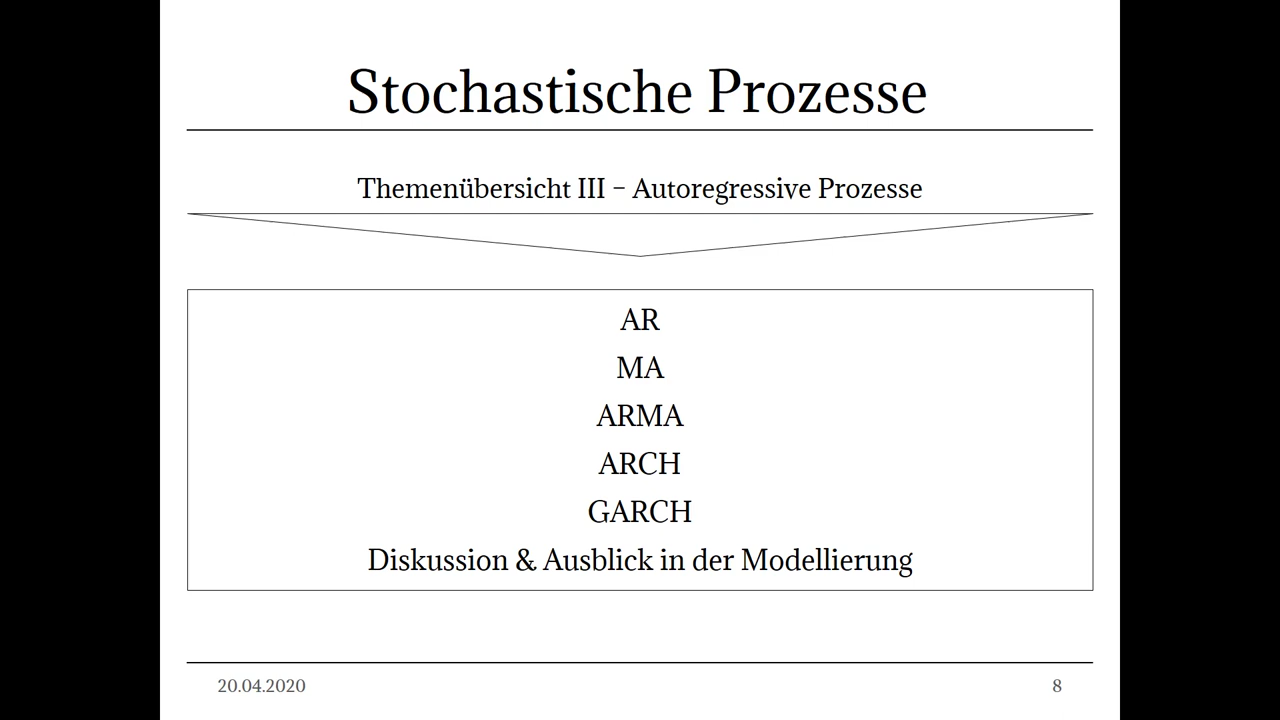 Stochastische Prozesse
Themenübersicht III – Autoregressive Prozesse
AR
MA
ARMA
ARCH
GARCH
Diskussion & Ausblick in der Modellierung
20.04.2020
8